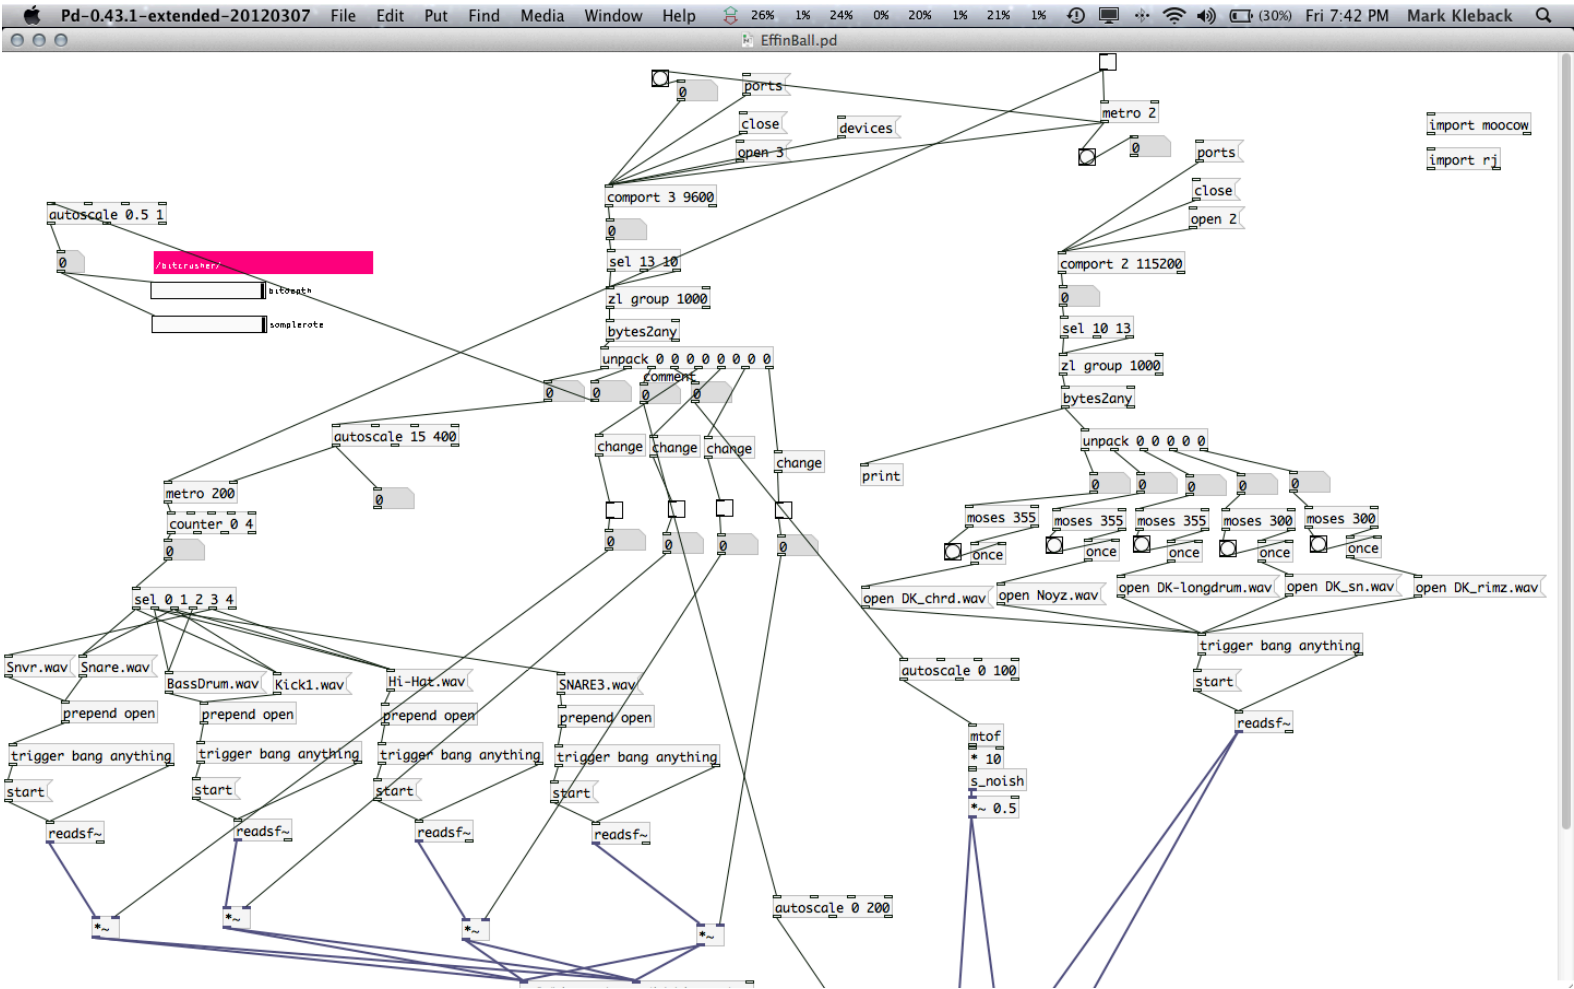 Pd-0.43.1-extended-20120307 File Edit Put Find Media Window Help 26% 1% 24% 0% 20% 1% 21% 1% (30%) Fri 7:42 PM Mark Kleback
EffinBall.pd
0
ports
close
devices
open 3
metro 2
0
ports
import moocow
import rj
comport 3 9600
close
open 2
autoscale 0.5 1
0
sel 13 10
0
/bitcrusher/
bitdepth
samplerate
comport 2 115200
zl group 1000
0
bytes2any
sel 10 13
unpack 0 0 0 0 0 0 0 0
comment
zl group 1000
0 0 0 0
bytes2any
autoscale 15 400
change change change
change
unpack 0 0 0 0 0
print
metro 200
0
0 0 0 0 0
counter 0 4
moses 355 moses 355 moses 355 moses 300 moses 300
0
0 0 0 0
once once once once once
sel 0 1 2 3 4
open DK_chrd.wav open Noyz.wav open DK-longdrum.wav open DK_sn.wav open DK_rimz.wav
trigger bang anything
Snvr.wav Snare.wav BassDrum.wav Kick1.wav Hi-Hat.wav SNARE3.wav
autoscale 0 100
start
prepend open prepend open prepend open prepend open
readsf~
mtof
trigger bang anything trigger bang anything trigger bang anything trigger bang anything
* 10
s_noish
start start start start
*~ 0.5
readsf~ readsf~ readsf~ readsf~
autoscale 0 200
*~ *~ *~ *~